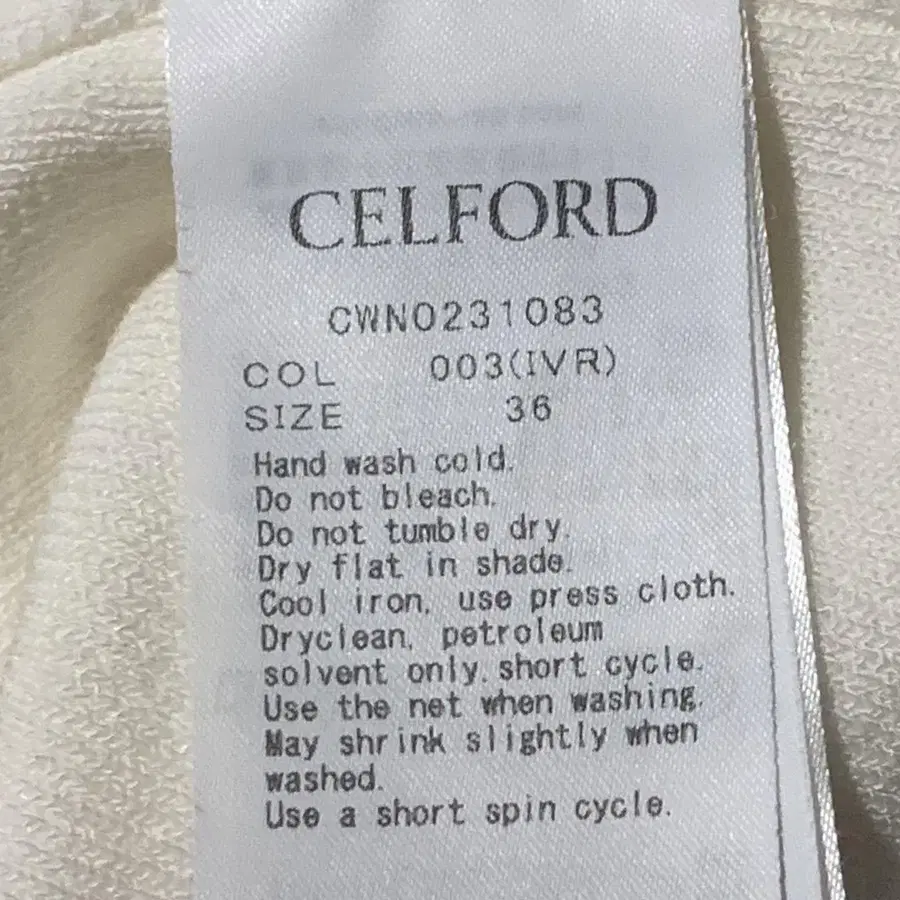 CELFORD
CWNO231083
COL 003(IVR)
SIZE 36
Hand wash cold.
Do not bleach.
Do not tumble dry.
Dry flat in shade.
Cool iron, use press cloth.
Dryclean, petroleum
solvent only. short cycle.
Use the net when washing.
May shrink slightly when
washed.
Use a short spin cycle.